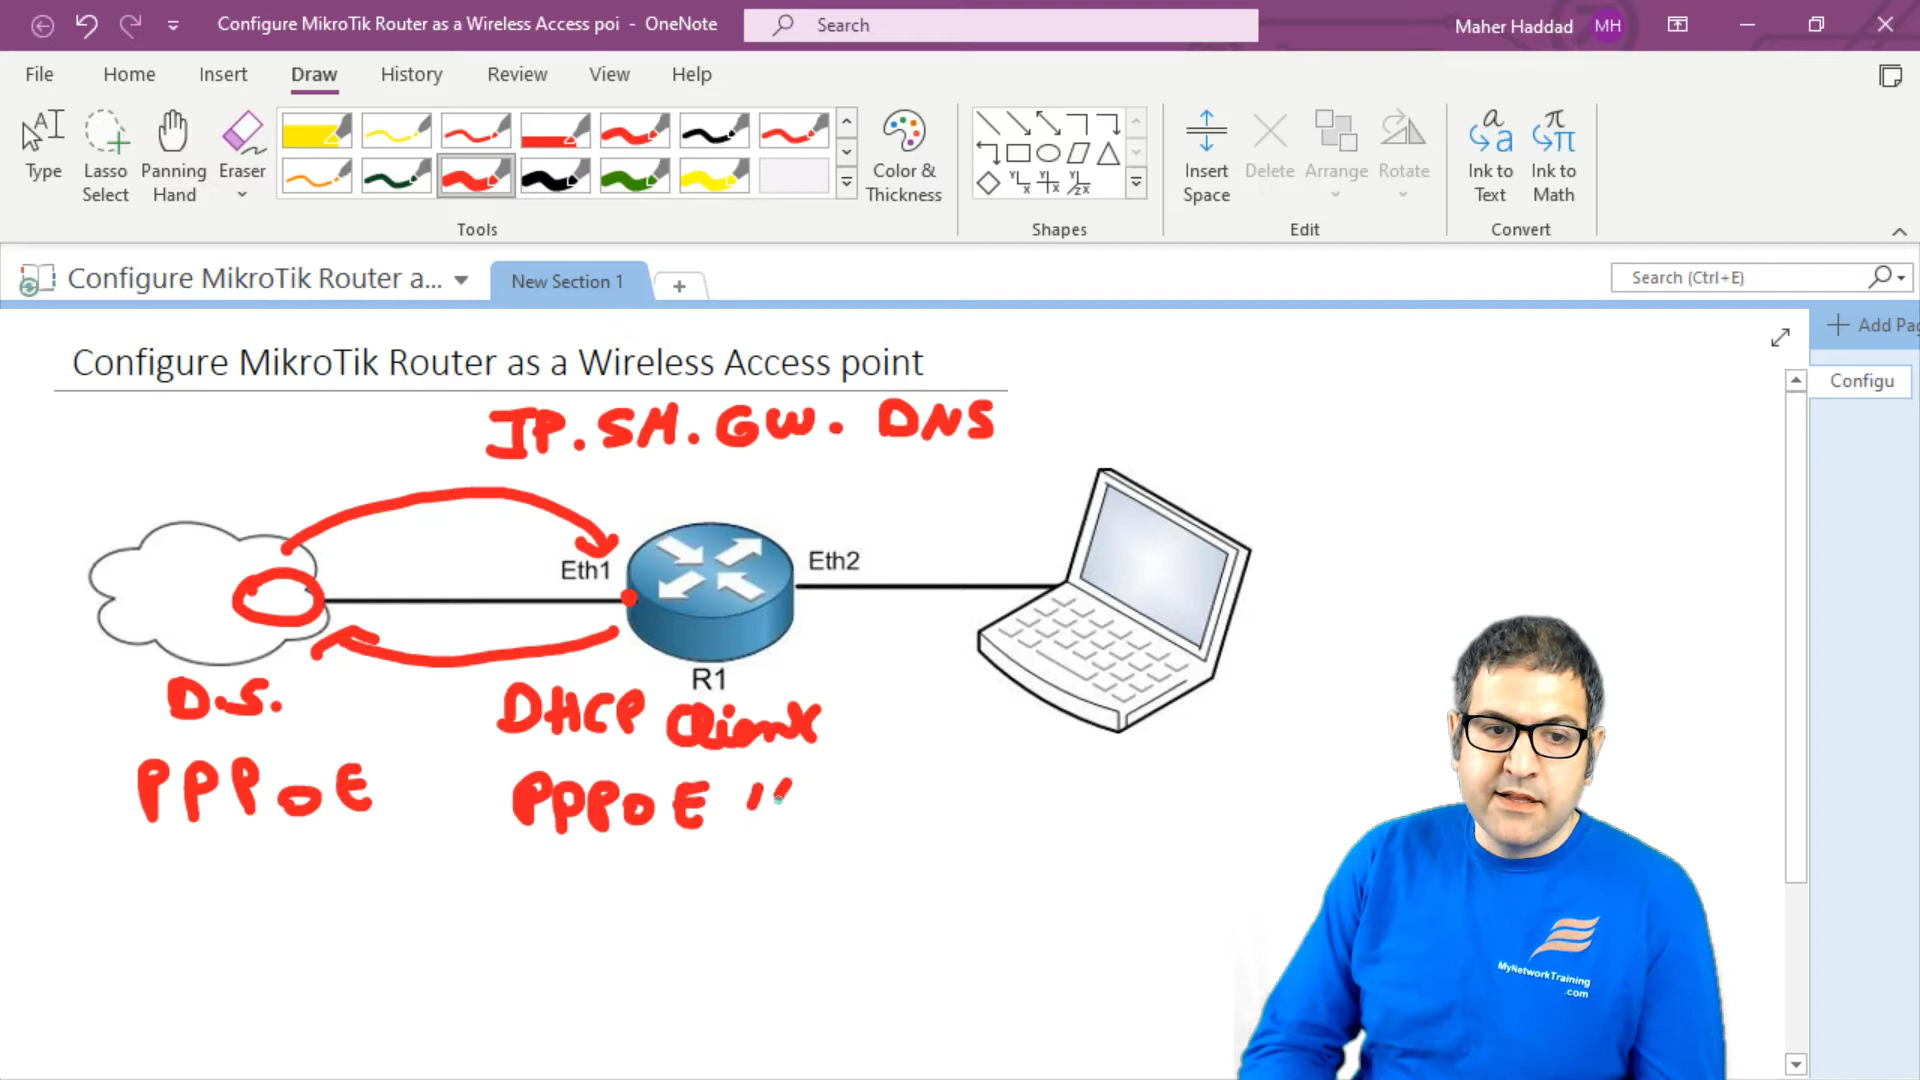 Configure MikroTik Router as a Wireless Access poi - OneNote
Search
Maher Haddad
MH
File
Home
Insert
Draw
History
Review
View
Help
Type
Lasso Select
Panning Hand
Eraser
Color & Thickness
Insert Space
Delete
Arrange
Rotate
Ink to Text
Ink to Math
Tools
Shapes
Edit
Convert
Configure MikroTik Router a...
New Section 1
Search (Ctrl+E)
Add Pag
Configu
Configure MikroTik Router as a Wireless Access point
IP. SM. GW. DNS
Eth1
Eth2
R1
D.S.
DHCP Client
PPPoE
PPPoE "
MyNetworkTraining
.com